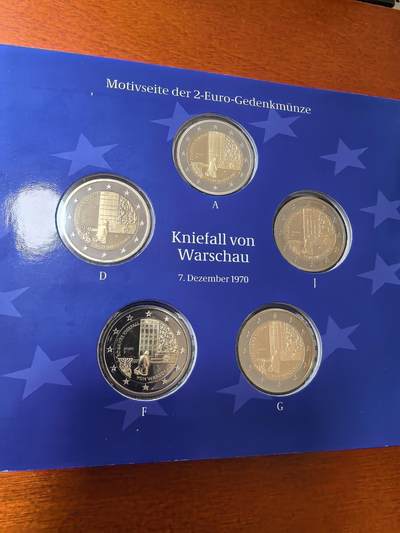 Motivseite der 2-Euro-Gedenkmünze
A
D
Kniefall von
Warschau
7. Dezember 1970
J
F
G